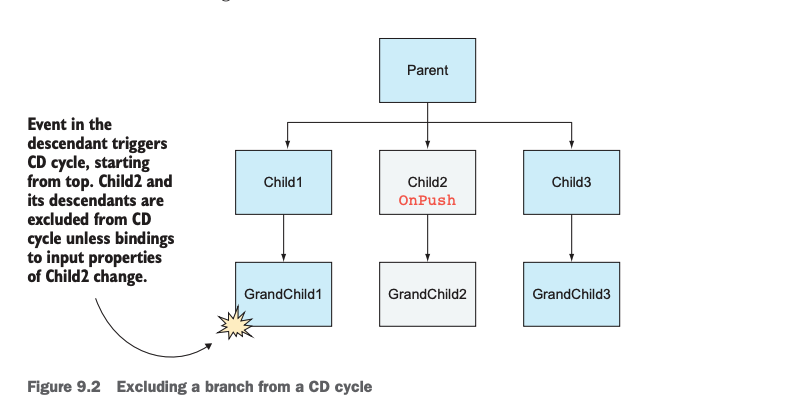 Parent
Event in the
descendant triggers
CD cycle, starting
from top. Child2 and
its descendants are
excluded from CD
cycle unless bindings
to input properties
of Child2 change.
Child1
Child2
OnPush
Child3
GrandChild1
GrandChild2
GrandChild3
Figure 9.2 Excluding a branch from a CD cycle